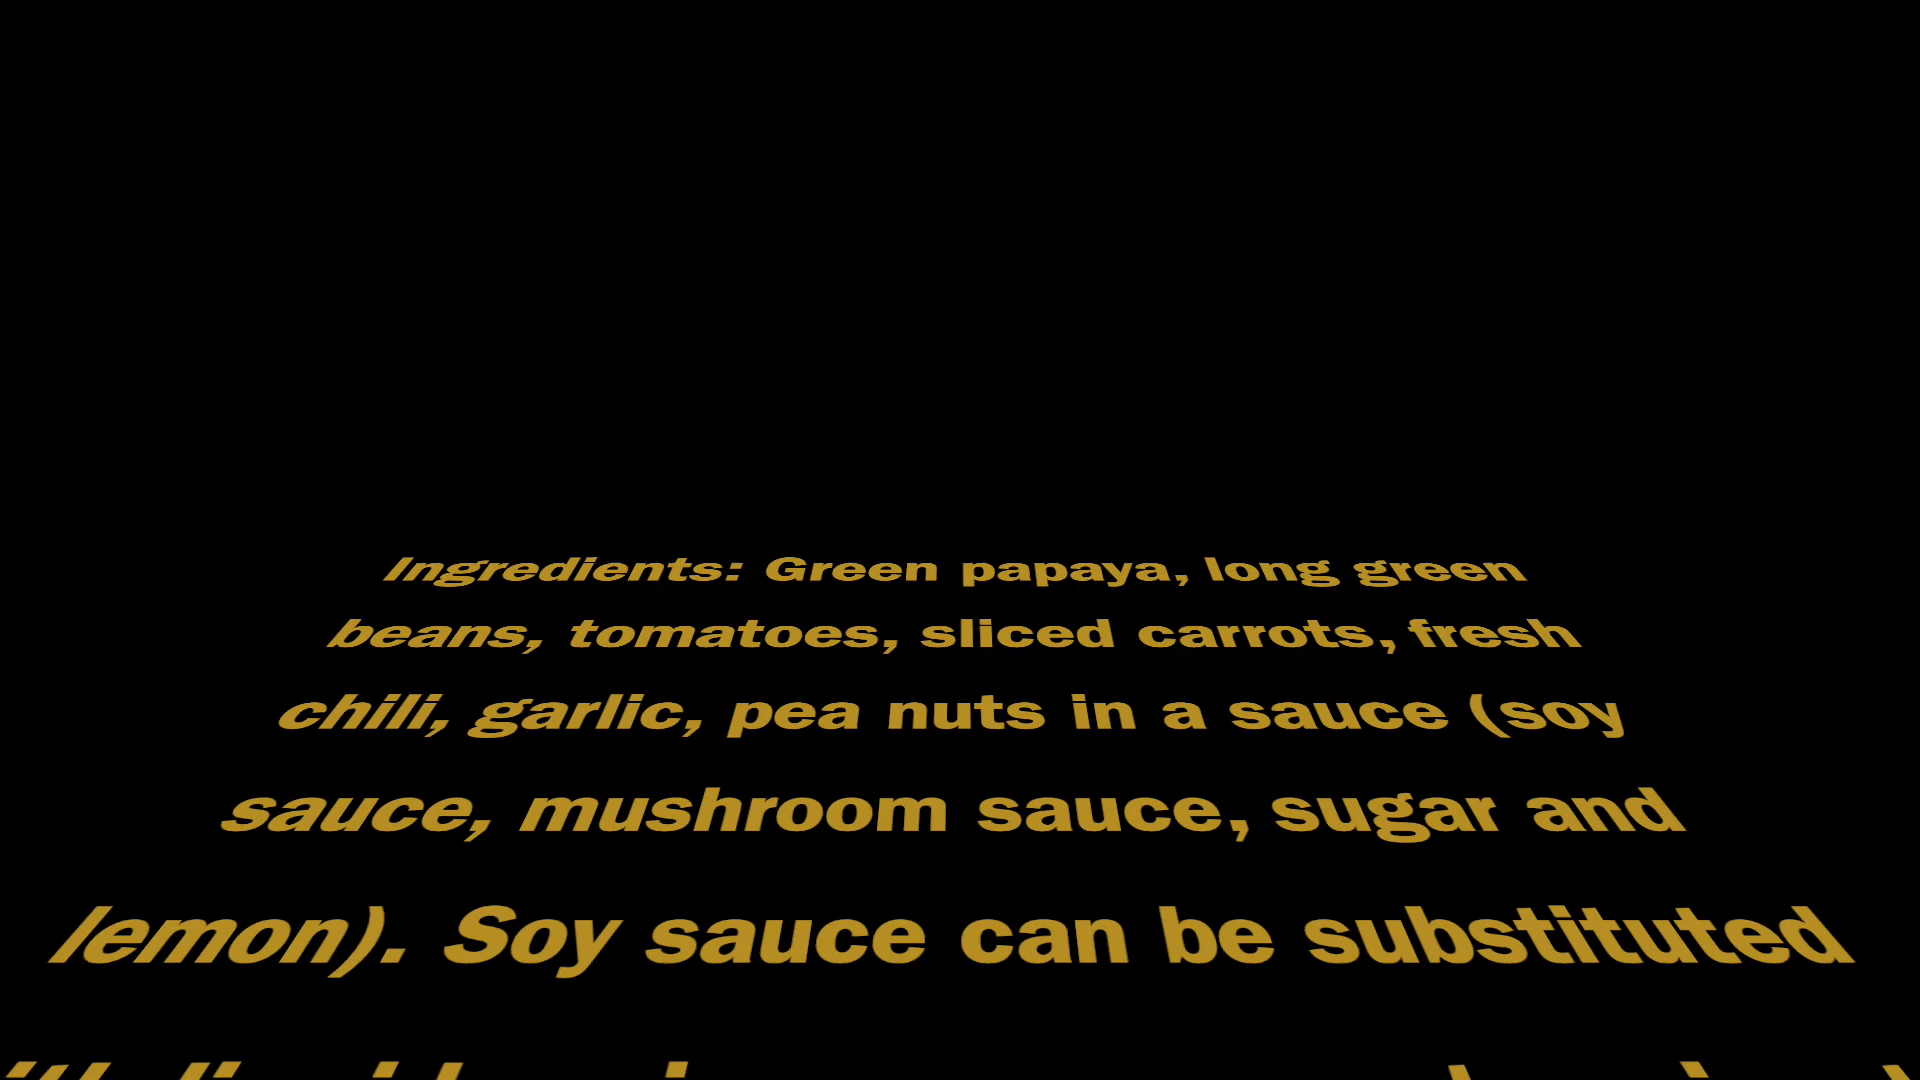 Ingredients: Green papaya, long green
beans, tomatoes, sliced carrots, fresh
chili, garlic, pea nuts in a sauce (soy
sauce, mushroom sauce, sugar and
lemon). Soy sauce can be substituted